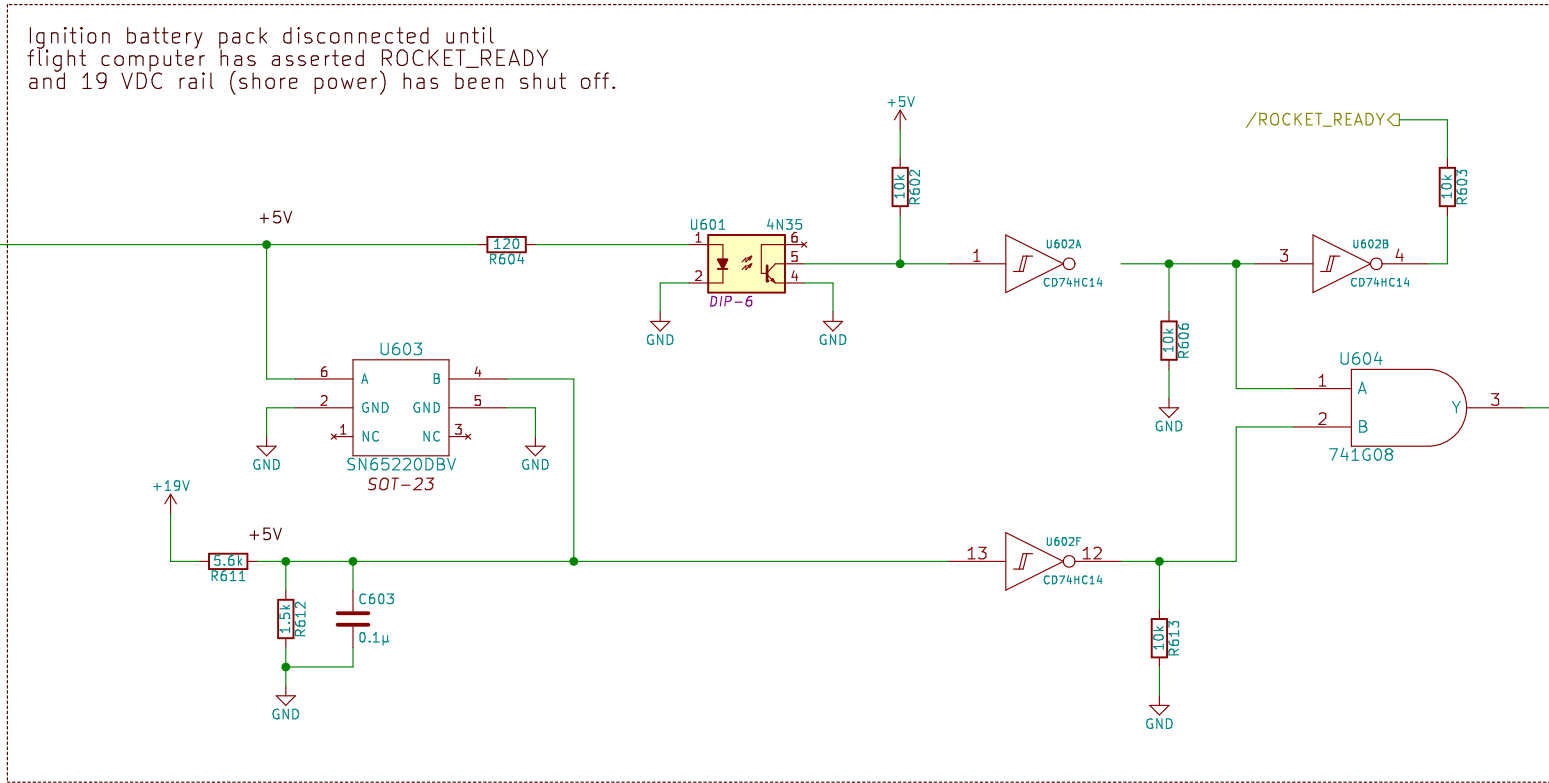 Ignition battery pack disconnected until
flight computer has asserted ROCKET_READY
and 19 VDC rail (shore power) has been shut off.
+5V
/ROCKET_READY
10k
R602
10k
R603
+5V
120
R604
U601
4N35
1
2
6
5
4
DIP-6
GND
GND
1
U602A
CD74HC14
3
U602B
4
CD74HC14
10k
R606
GND
U603
6
A
B
4
2
GND
GND
5
1
NC
NC
3
SN65220DBV
SOT-23
GND
GND
U604
1
A
2
B
Y
3
741G08
+19V
+5V
5.6k
R611
1.5k
R612
C603
0.1µ
GND
13
U602F
12
CD74HC14
10k
R613
GND